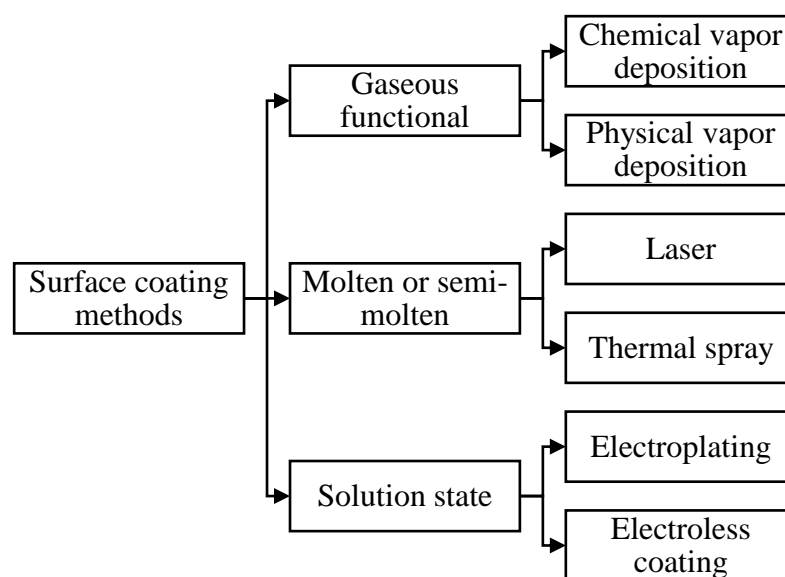 Surface coating
methods
Gaseous
functional
Chemical vapor
deposition
Physical vapor
deposition
Molten or semi-
molten
Laser
Thermal spray
Solution state
Electroplating
Electroless
coating